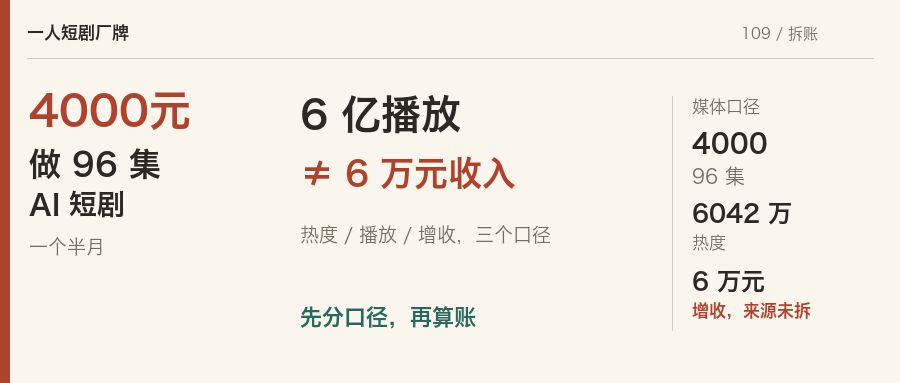 一人短剧厂牌
109 / 拆账
4000元
做 96 集
AI 短剧
一个半月
6 亿播放
≠ 6 万元收入
热度 / 播放 / 增收，三个口径
先分口径，再算账
媒体口径
4000
96 集
6042 万
热度
6 万元
增收，来源未拆